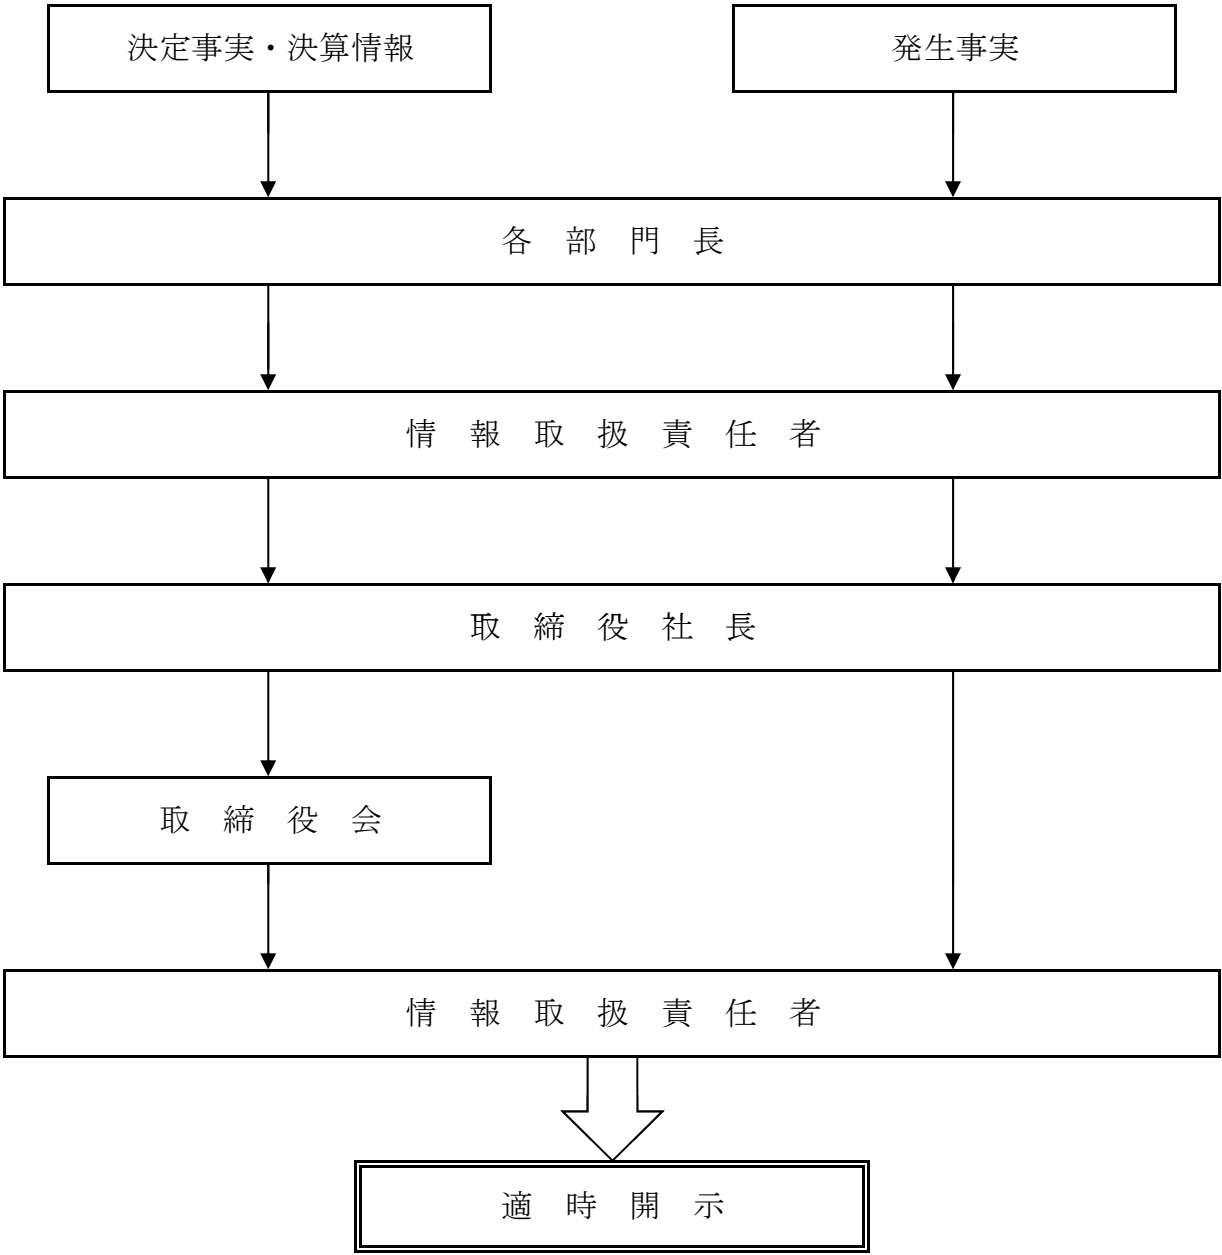 決定事実・決算情報
発生事実
各　部　門　長
情　報　取　扱　責　任　者
取　締　役　社　長
取　締　役　会
情　報　取　扱　責　任　者
適　時　開　示